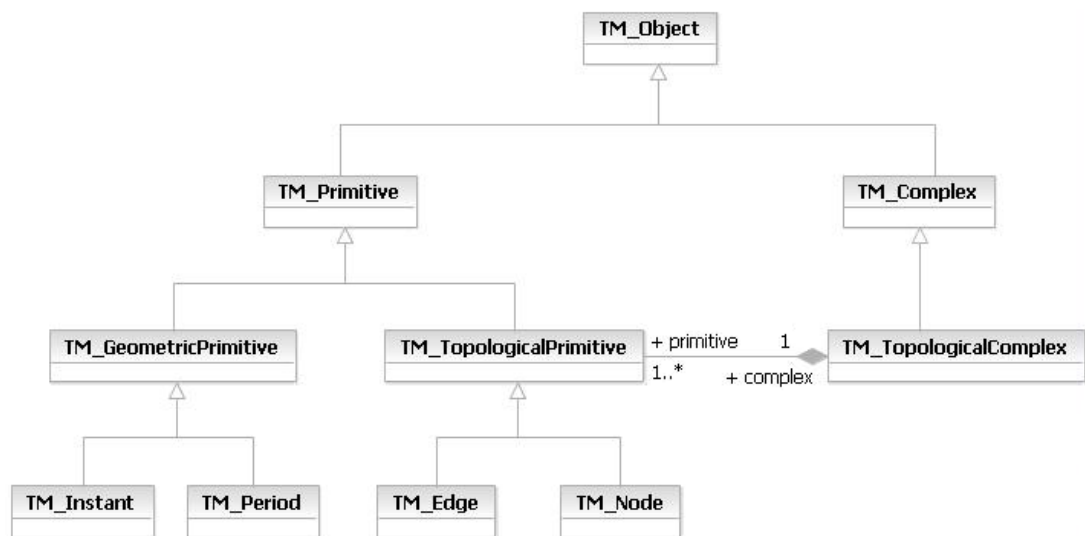 TM_Object
TM_Primitive
TM_Complex
TM_GeometricPrimitive
TM_TopologicalPrimitive
+ primitive
1
1..*
+ complex
TM_TopologicalComplex
TM_Instant
TM_Period
TM_Edge
TM_Node